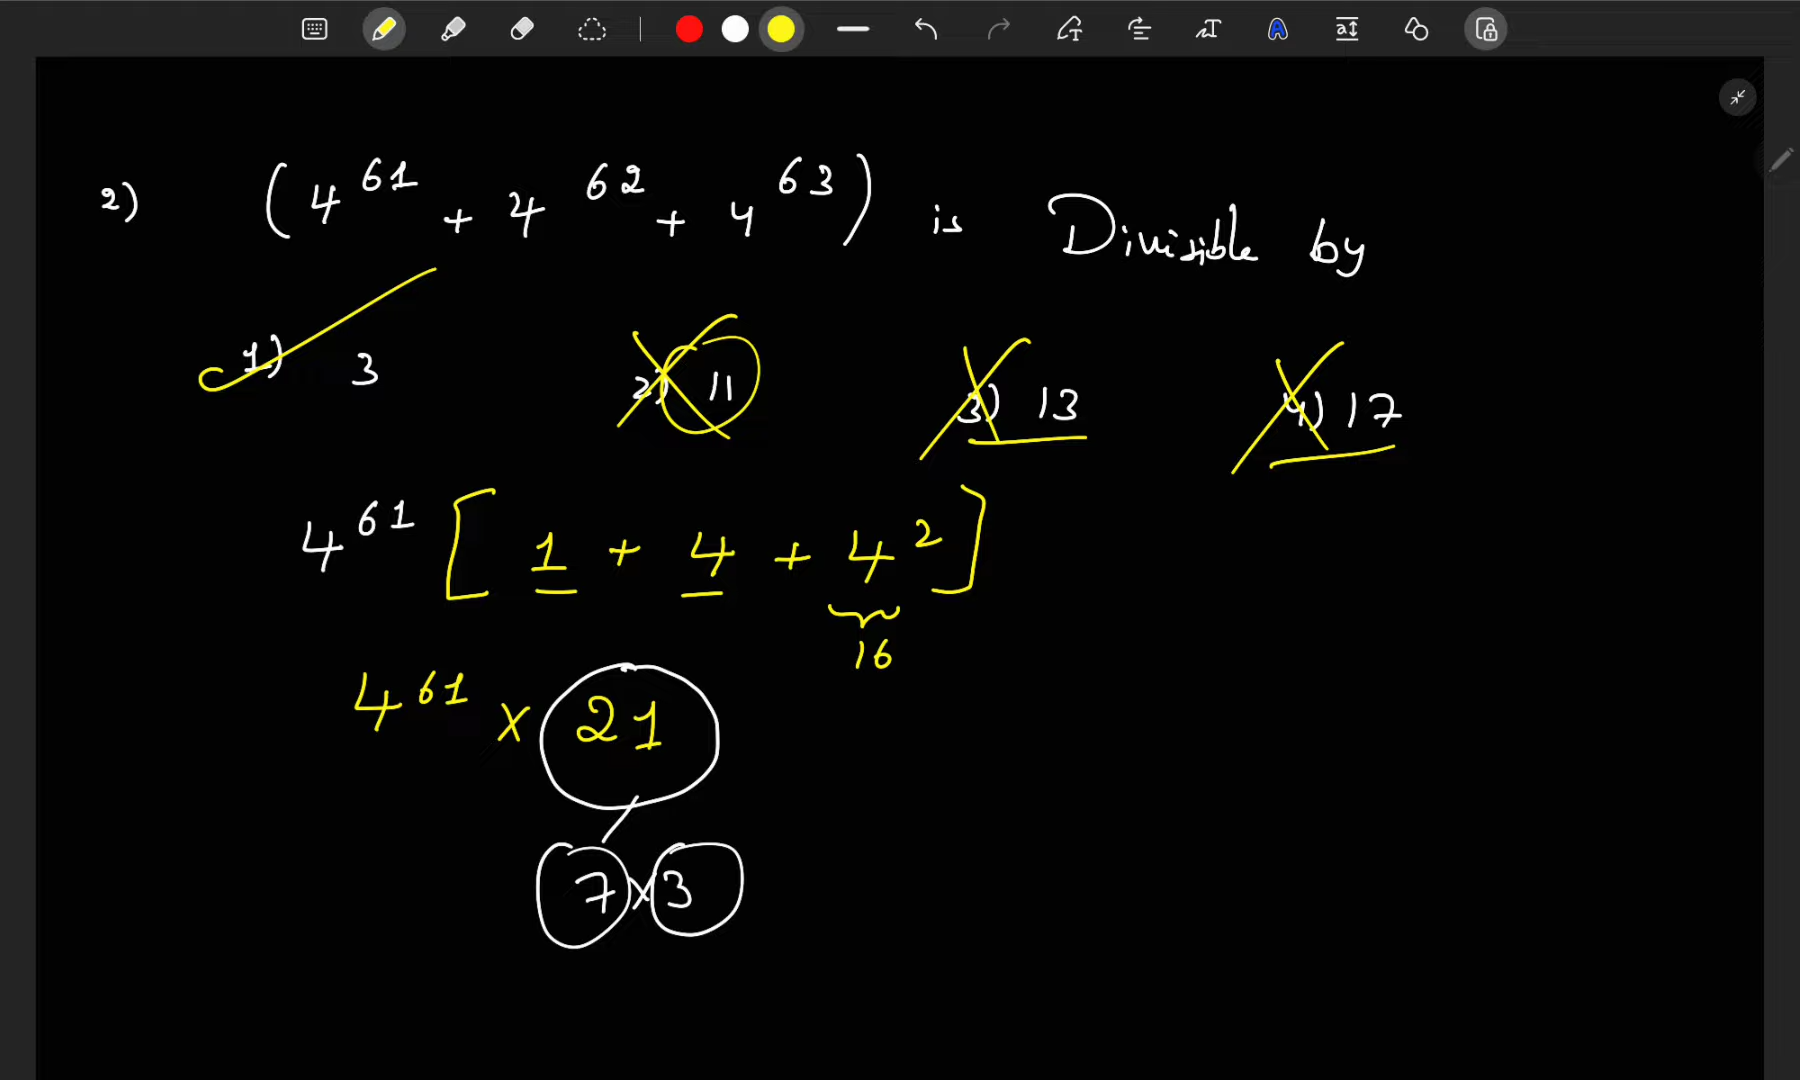 2) (4^61 + 4^62 + 4^63) is Divisible by
1) 3 2) 11 3) 13 4) 17
4^61 [ 1 + 4 + 4^2 ]
16
4^61 x 21
7 x 3